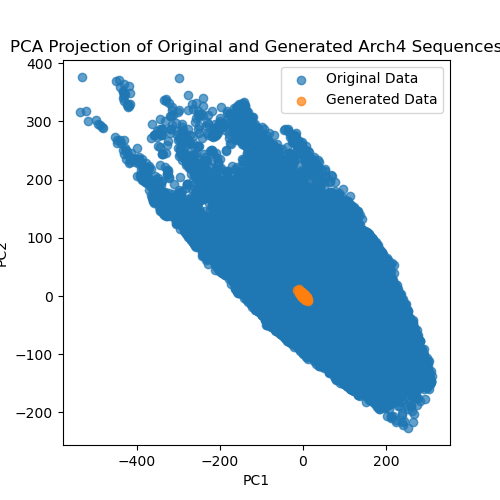 PCA Projection of Original and Generated Arch4 Sequences
Original Data
Generated Data
400
300
200
100
0
−100
−200
PC2
−400
−200
0
200
PC1